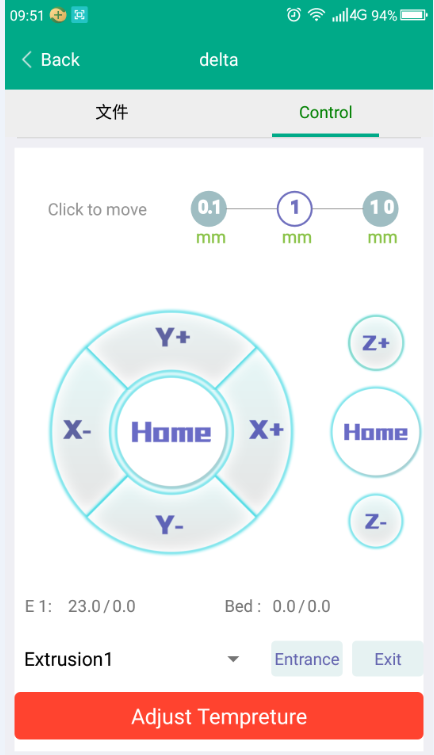 09:51 4G 94%
Back delta
文件 Control
Click to move 0.1 1 10
mm mm mm
Y+
Z+
X- Home X+ Home
Y- Z-
E 1: 23.0/0.0 Bed : 0.0/0.0
Extrusion1 Entrance Exit
Adjust Tempreture